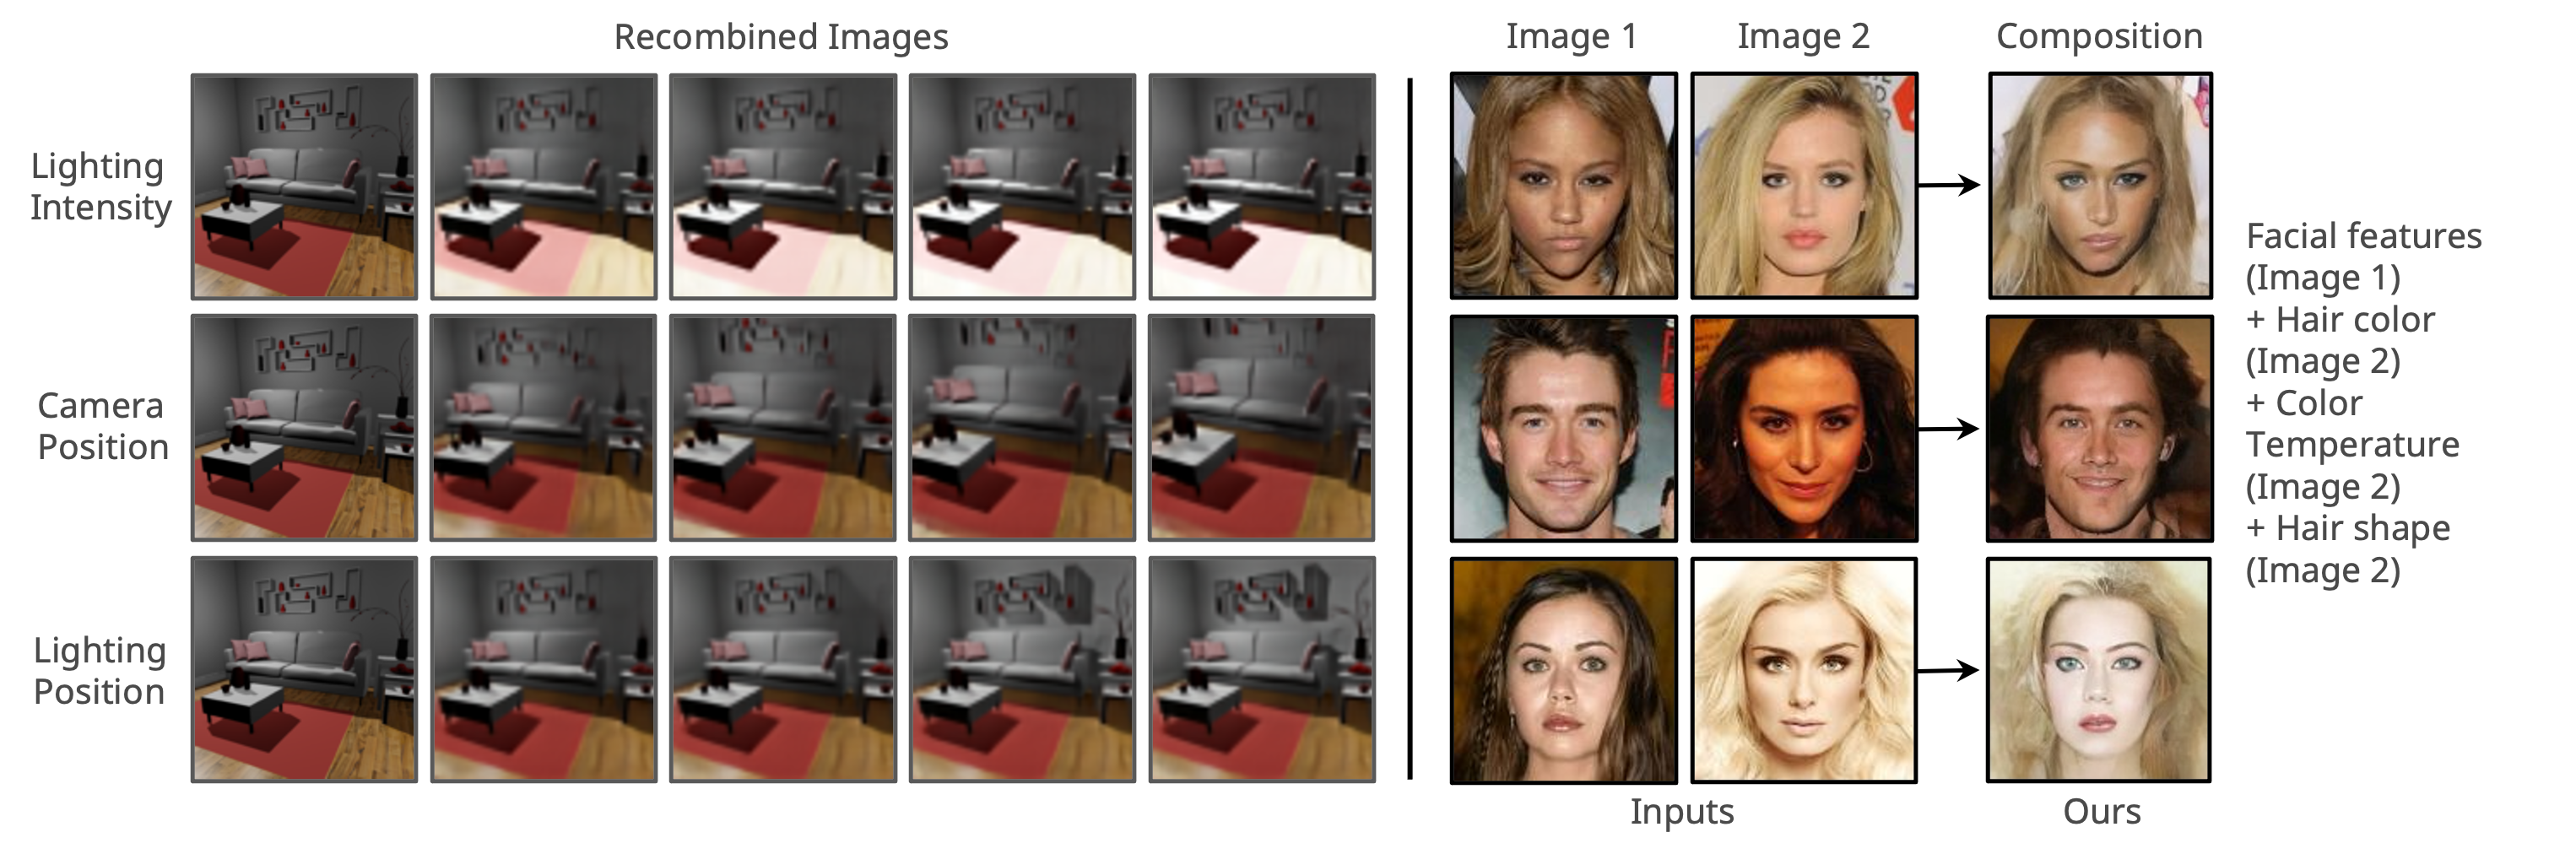 Recombined Images
Image 1
Image 2
Composition
Lighting
Intensity
Camera
Position
Lighting
Position
Facial features
(Image 1)
+ Hair color
(Image 2)
+ Color
Temperature
(Image 2)
+ Hair shape
(Image 2)
Inputs
Ours